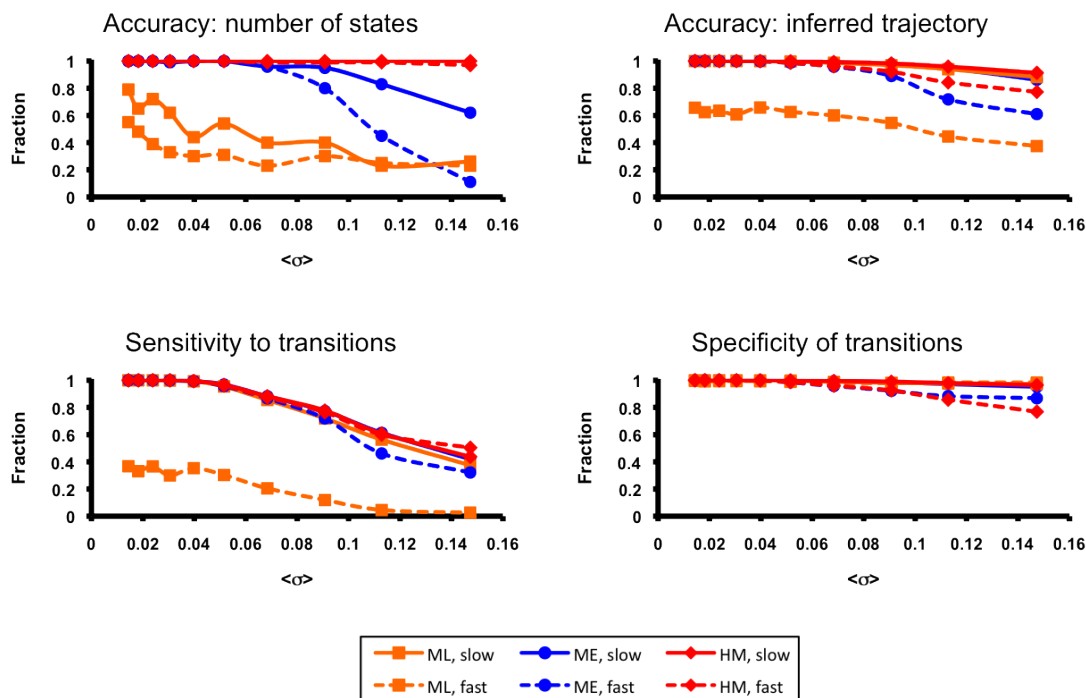 Accuracy: number of states
Accuracy: inferred trajectory
1
0.8
0.6
0.4
0.2
0
Fraction
0 0.02 0.04 0.06 0.08 0.1 0.12 0.14 0.16
<σ>
1
0.8
0.6
0.4
0.2
0
Fraction
0 0.02 0.04 0.06 0.08 0.1 0.12 0.14 0.16
<σ>
Sensitivity to transitions
Specificity of transitions
1
0.8
0.6
0.4
0.2
0
Fraction
0 0.02 0.04 0.06 0.08 0.1 0.12 0.14 0.16
<σ>
1
0.8
0.6
0.4
0.2
0
Fraction
0 0.02 0.04 0.06 0.08 0.1 0.12 0.14 0.16
<σ>
ML, slow ME, slow HM, slow
ML, fast ME, fast HM, fast